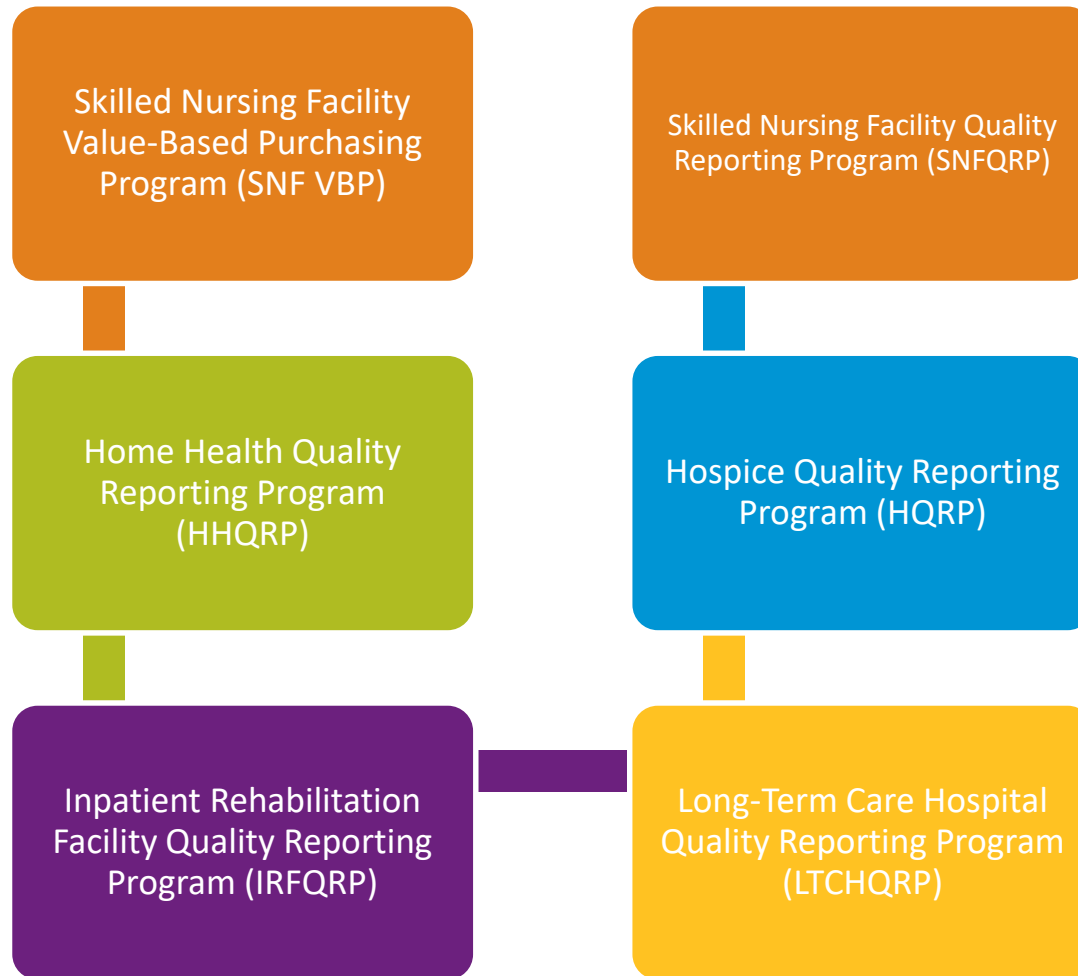 Skilled Nursing Facility
Value-Based Purchasing
Program (SNF VBP)
Home Health Quality
Reporting Program
(HHQRP)
Inpatient Rehabilitation
Facility Quality Reporting
Program (IRFQRP)
Long-Term Care Hospital
Quality Reporting Program
(LTCHQRP)
Hospice Quality Reporting
Program (HQRP)
Skilled Nursing Facility Quality
Reporting Program (SNFQRP)